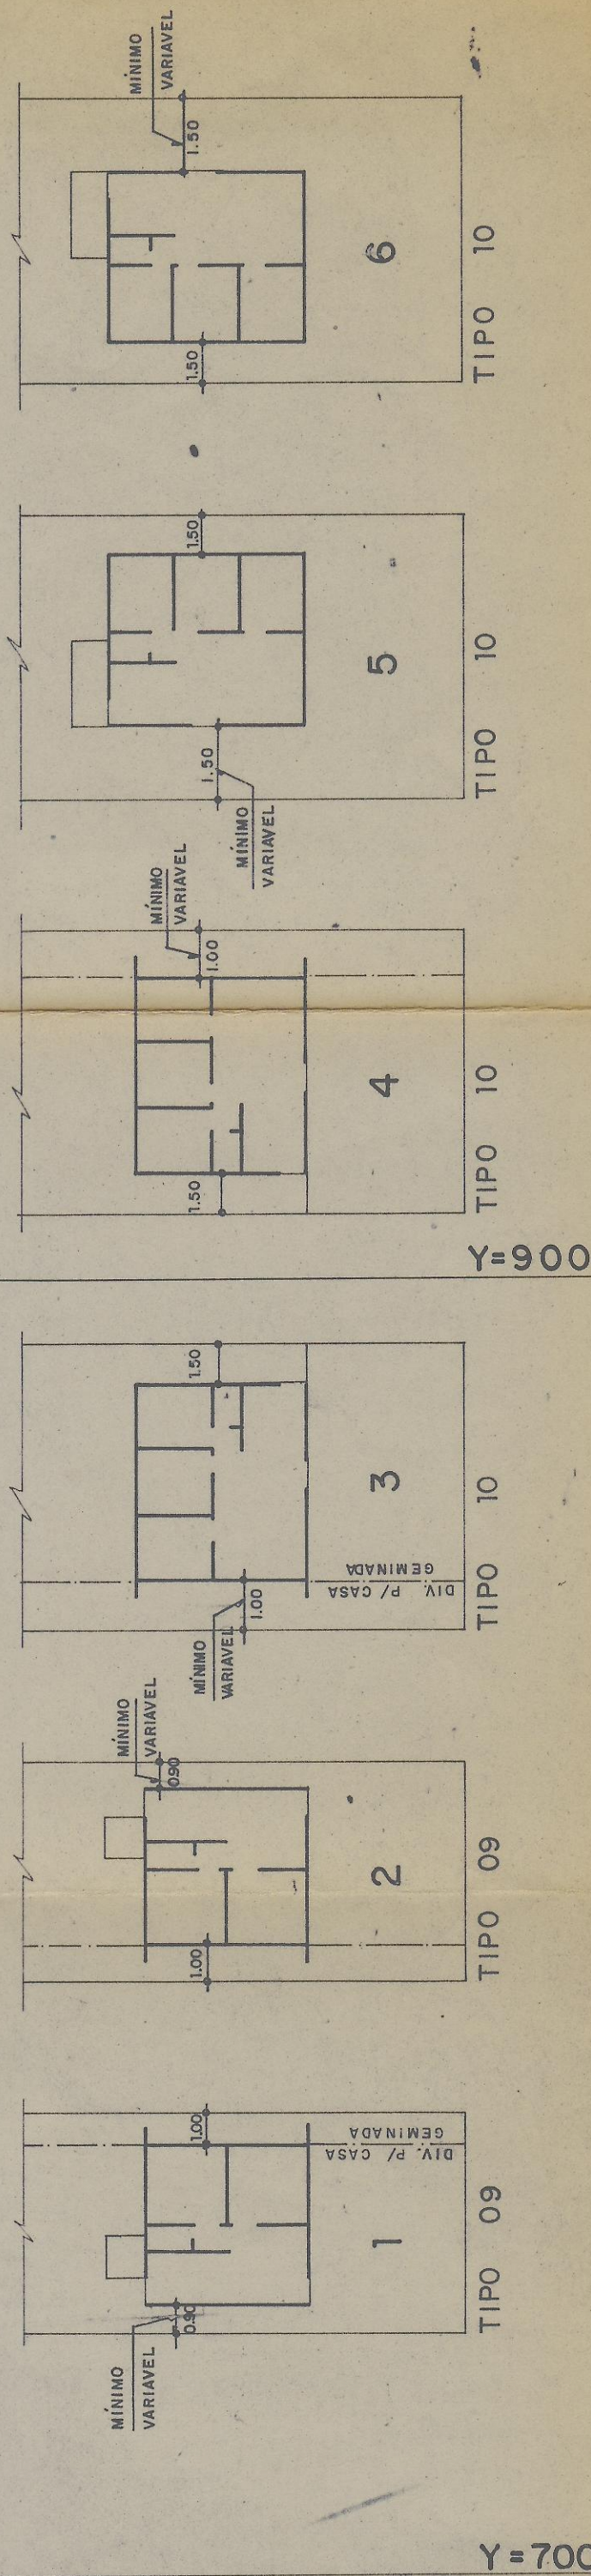 MÍNIMO
VARIAVEL
0.90
1.00
DIV. P/ CASA
GEMINADA
1
TIPO 09
MÍNIMO
VARIAVEL
0.90
1.00
2
TIPO 09
Y=700
MÍNIMO
VARIAVEL
1.00
1.50
DIV. P/ CASA
GEMINADA
3
TIPO 10
MÍNIMO
VARIAVEL
1.00
1.50
4
TIPO 10
Y=900
MÍNIMO
VARIAVEL
1.50
1.50
5
TIPO 10
MÍNIMO
VARIAVEL
1.50
1.50
6
TIPO 10